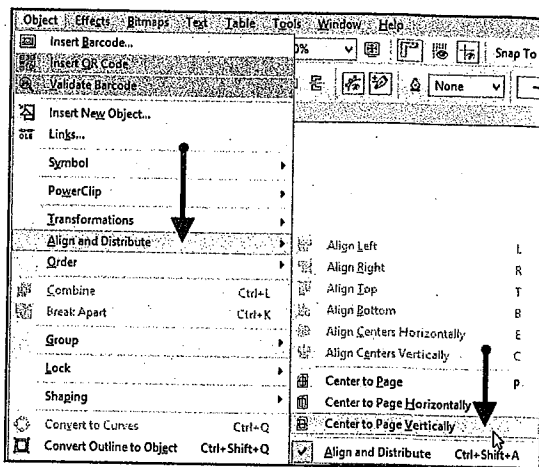 Object Effects Bitmaps Text Table Tools Window Help
Insert Barcode...
Insert QR Code
Validate Barcode
Insert New Object...
Links...
Symbol
PowerClip
Transformations
Align and Distribute
Order
Combine Ctrl+L
Break Apart Ctrl+K
Group
Lock
Shaping
Convert to Curves Ctrl+Q
Convert Outline to Object Ctrl+Shift+Q
0% Snap To
None
Align Left L
Align Right R
Align Top T
Align Bottom B
Align Centers Horizontally E
Align Centers Vertically C
Center to Page P
Center to Page Horizontally
Center to Page Vertically
Align and Distribute Ctrl+Shift+A